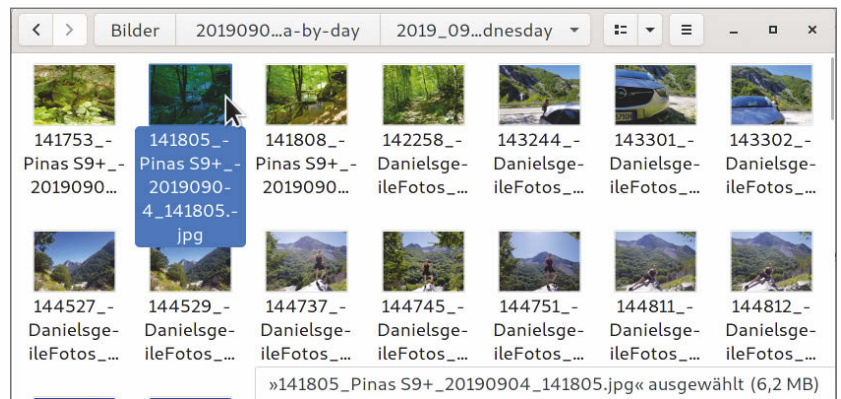 Bilder 2019090...a-by-day 2019_09...dnesday
141753_- 141805_- 141808_- 142258_- 143244_- 143301_- 143302_-
Pinas S9+_- Pinas S9+_- Pinas S9+_- Danielsge- Danielsge- Danielsge- Danielsge-
2019090... 2019090- 2019090... ileFotos_... ileFotos_... ileFotos_... ileFotos_...
4_141805.-
jpg
144527_- 144529_- 144737_- 144745_- 144751_- 144811_- 144812_-
Danielsge- Danielsge- Danielsge- Danielsge- Danielsge- Danielsge- Danielsge-
ileFotos_... ileFotos_... ileFotos_... ileFotos_... ileFotos_... ileFotos_... ileFotos_...
»141805_Pinas S9+_20190904_141805.jpg« ausgewählt (6,2 MB)